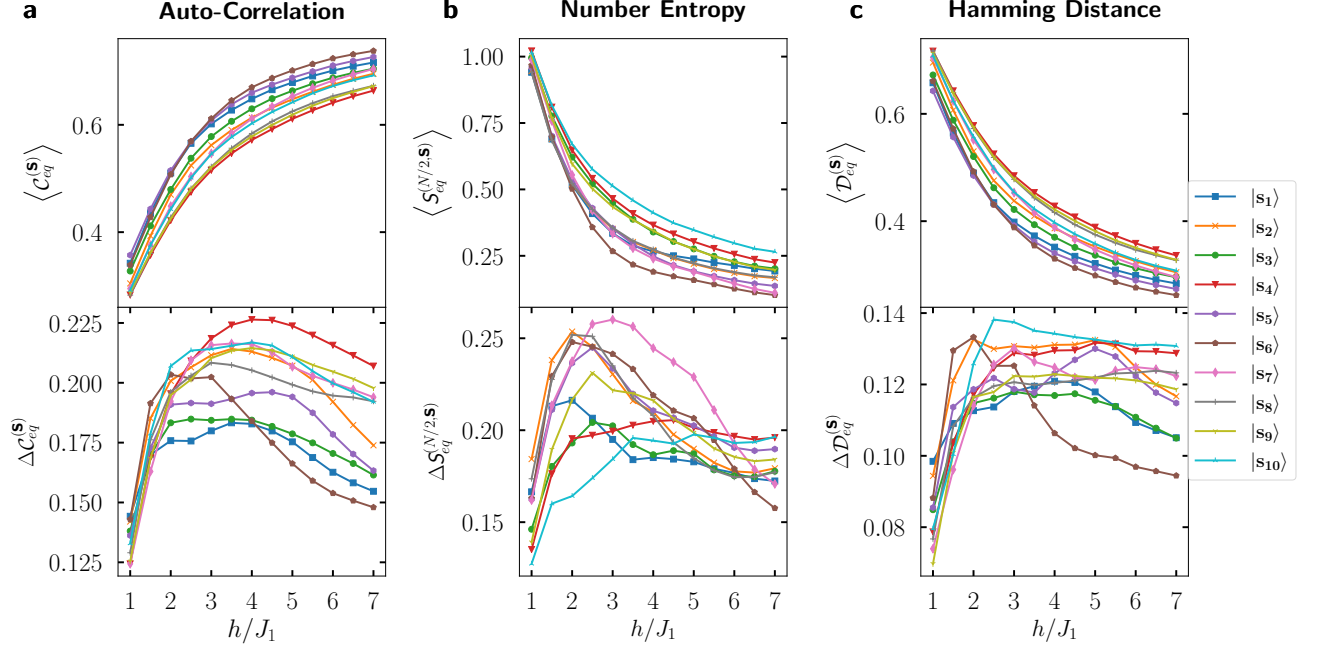 a Auto-Correlation
b Number Entropy
c Hamming Distance
0.6
0.4
⟨𝒞_eq^(𝐬)⟩
1.00
0.75
0.50
0.25
⟨𝒮_eq^(N/2,𝐬)⟩
0.6
0.4
⟨𝒟_eq^(𝐬)⟩
0.225
0.200
0.175
0.150
0.125
Δ𝒞_eq^(𝐬)
1 2 3 4 5 6 7
h/J₁
0.25
0.20
0.15
Δ𝒮_eq^(N/2,𝐬)
1 2 3 4 5 6 7
h/J₁
0.14
0.12
0.10
0.08
Δ𝒟_eq^(𝐬)
1 2 3 4 5 6 7
h/J₁
|𝐬₁⟩
|𝐬₂⟩
|𝐬₃⟩
|𝐬₄⟩
|𝐬₅⟩
|𝐬₆⟩
|𝐬₇⟩
|𝐬₈⟩
|𝐬₉⟩
|𝐬₁₀⟩